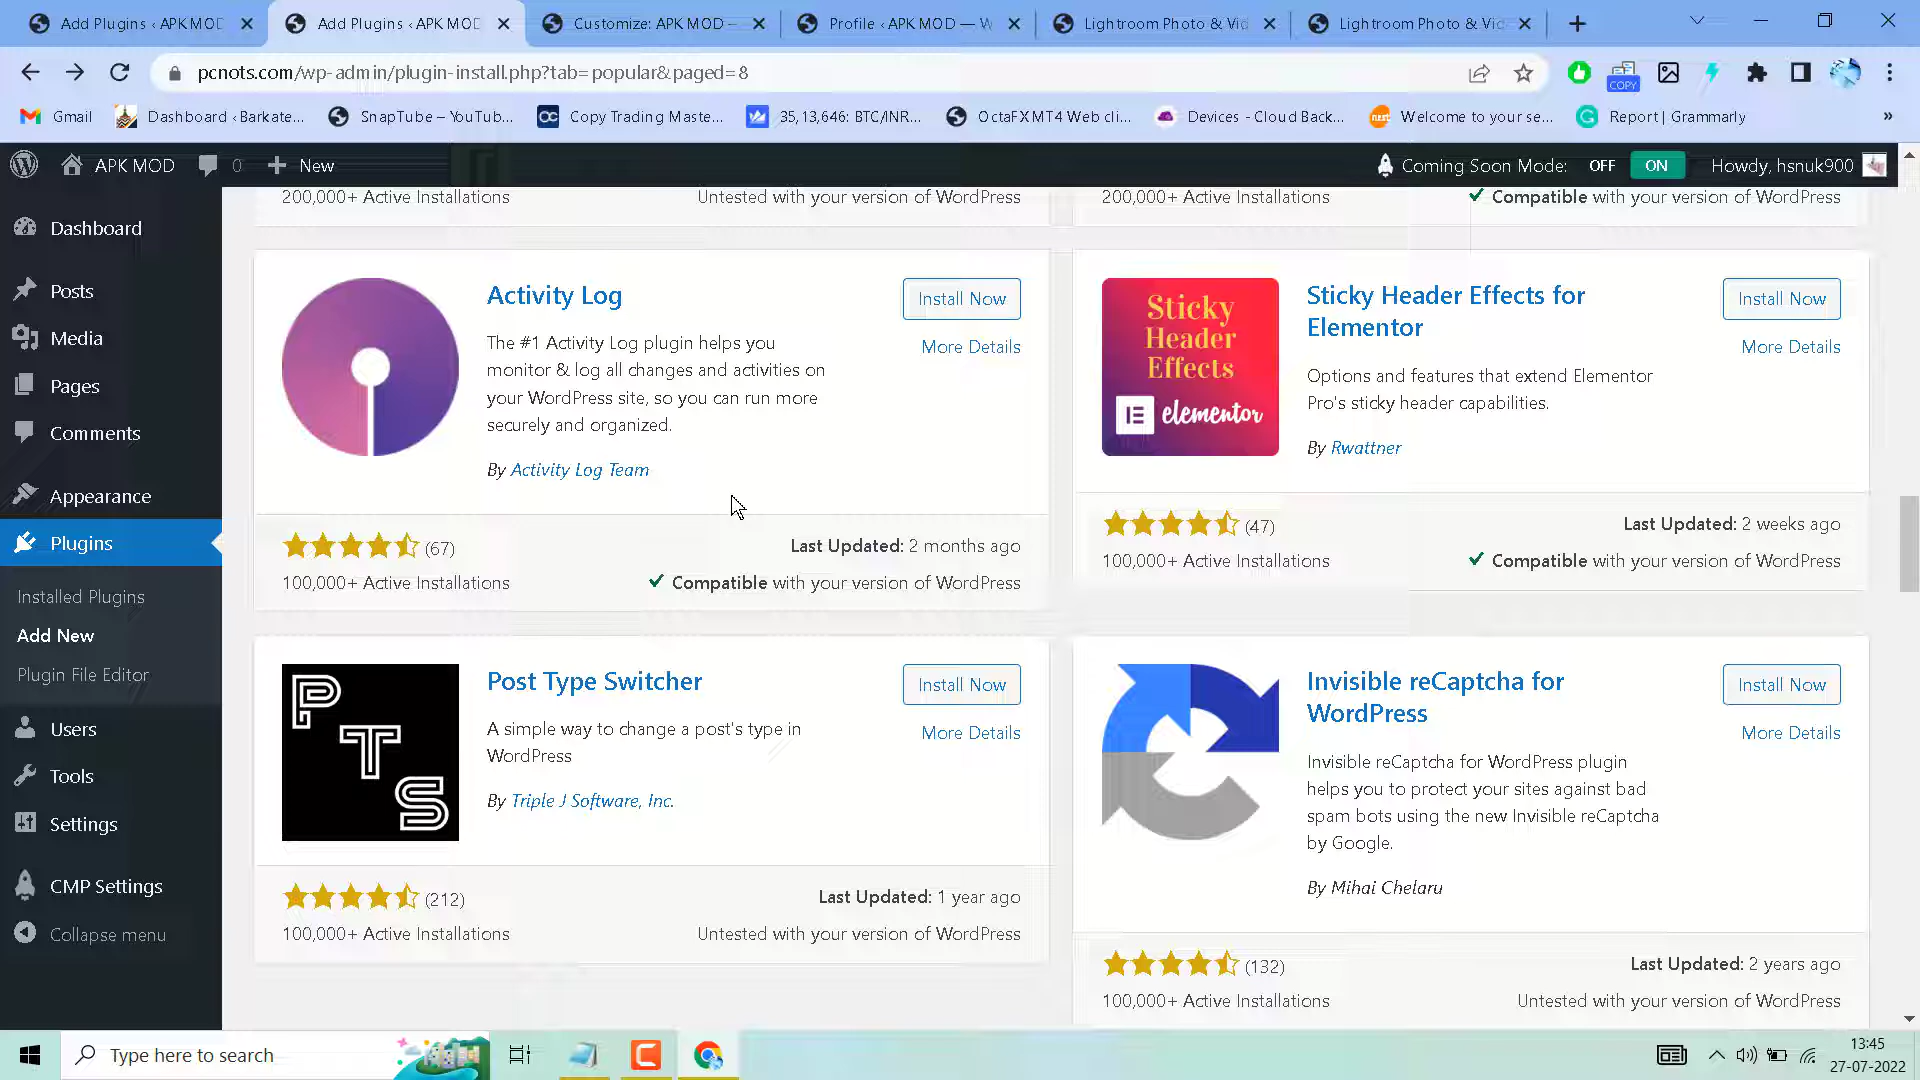 Add Plugins ‹ APK MOD
Add Plugins ‹ APK MOD
Customize: APK MOD –
Profile ‹ APK MOD — W
Lightroom Photo & Vid
Lightroom Photo & Vid
pcnots.com/wp-admin/plugin-install.php?tab=popular&paged=8
COPY
Gmail
Dashboard ‹ Barkate...
SnapTube – YouTub...
Copy Trading Maste...
35,13,646: BTC/INR...
OctaFX MT4 Web cli...
Devices - Cloud Back...
Welcome to your se...
Report | Grammarly
APK MOD
0
New
Coming Soon Mode: OFF ON
Howdy, hsnuk900
Dashboard
Posts
Media
Pages
Comments
Appearance
Plugins
Installed Plugins
Add New
Plugin File Editor
Users
Tools
Settings
CMP Settings
Collapse menu
200,000+ Active Installations
Untested with your version of WordPress
200,000+ Active Installations
Compatible with your version of WordPress
Activity Log
Install Now
More Details
The #1 Activity Log plugin helps you
monitor & log all changes and activities on
your WordPress site, so you can run more
securely and organized.
By Activity Log Team
(67)
Last Updated: 2 months ago
100,000+ Active Installations
Compatible with your version of WordPress
Sticky
Header
Effects
elementor
Sticky Header Effects for
Elementor
Install Now
More Details
Options and features that extend Elementor
Pro's sticky header capabilities.
By Rwattner
(47)
Last Updated: 2 weeks ago
100,000+ Active Installations
Compatible with your version of WordPress
PTS
Post Type Switcher
Install Now
More Details
A simple way to change a post's type in
WordPress
By Triple J Software, Inc.
(212)
Last Updated: 1 year ago
100,000+ Active Installations
Untested with your version of WordPress
Invisible reCaptcha for
WordPress
Install Now
More Details
Invisible reCaptcha for WordPress plugin
helps you to protect your sites against bad
spam bots using the new Invisible reCaptcha
by Google.
By Mihai Chelaru
(132)
Last Updated: 2 years ago
100,000+ Active Installations
Untested with your version of WordPress
Type here to search
13:45
27-07-2022